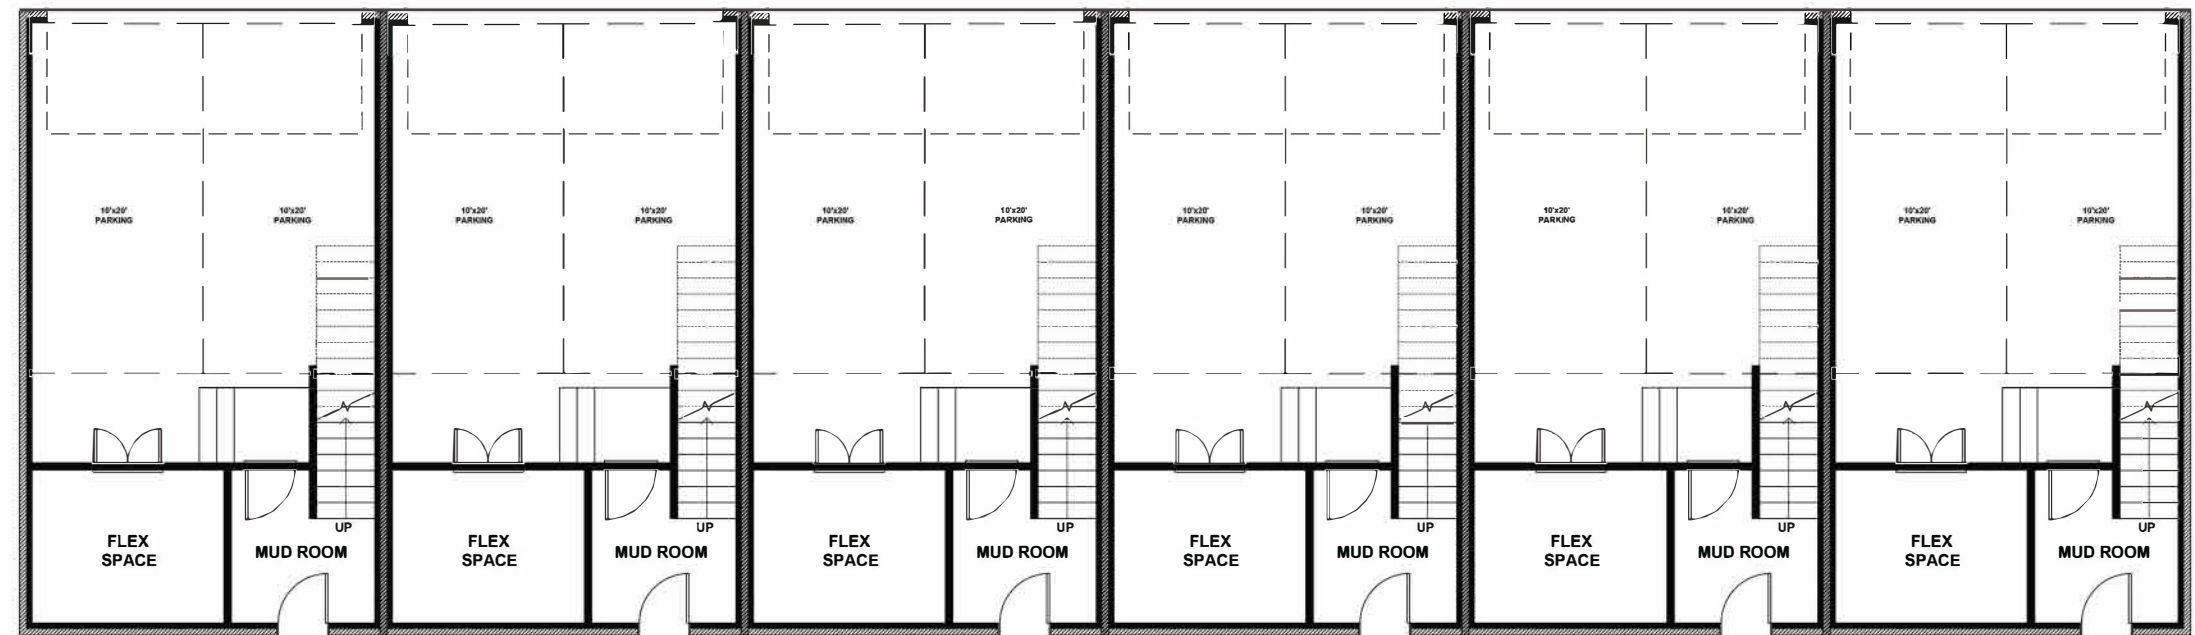 10'x20'
PARKING
10'x20'
PARKING
10'x20'
PARKING
10'x20'
PARKING
10'x20'
PARKING
10'x20'
PARKING
10'x20'
PARKING
10'x20'
PARKING
10'x20'
PARKING
10'x20'
PARKING
10'x20'
PARKING
10'x20'
PARKING
UP
UP
UP
UP
UP
UP
FLEX
SPACE
MUD ROOM
FLEX
SPACE
MUD ROOM
FLEX
SPACE
MUD ROOM
FLEX
SPACE
MUD ROOM
FLEX
SPACE
MUD ROOM
FLEX
SPACE
MUD ROOM